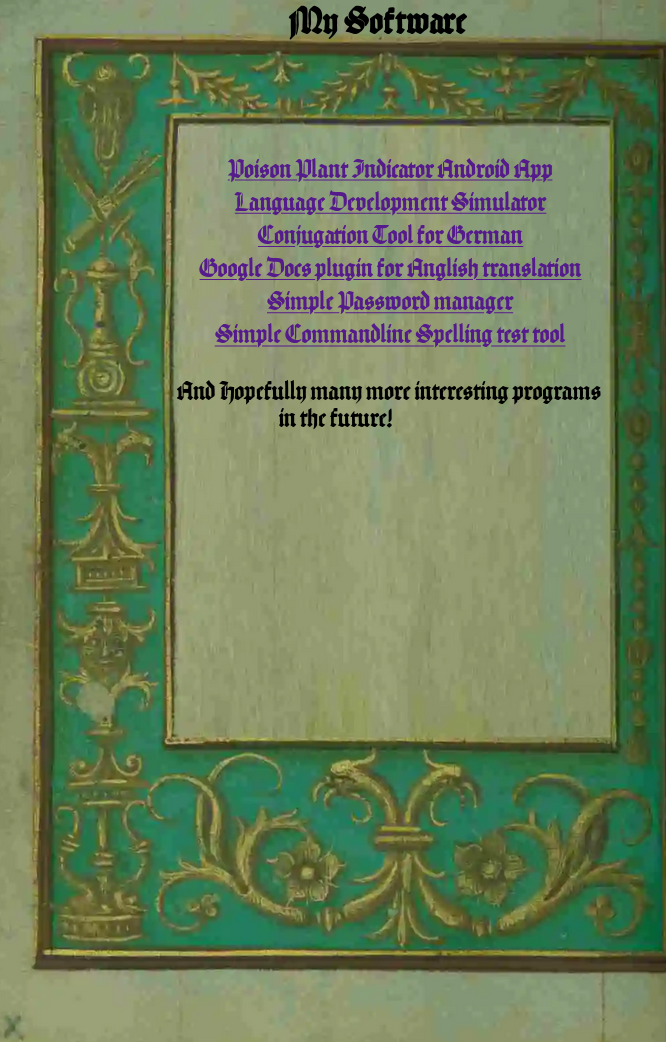 My Software
Poison Plant Indicator Android App
Language Development Simulator
Conjugation Tool for German
Google Docs plugin for Anglish translation
Simple Password manager
Simple Commandline Spelling test tool
And Hopefully many more interesting programs
in the future!